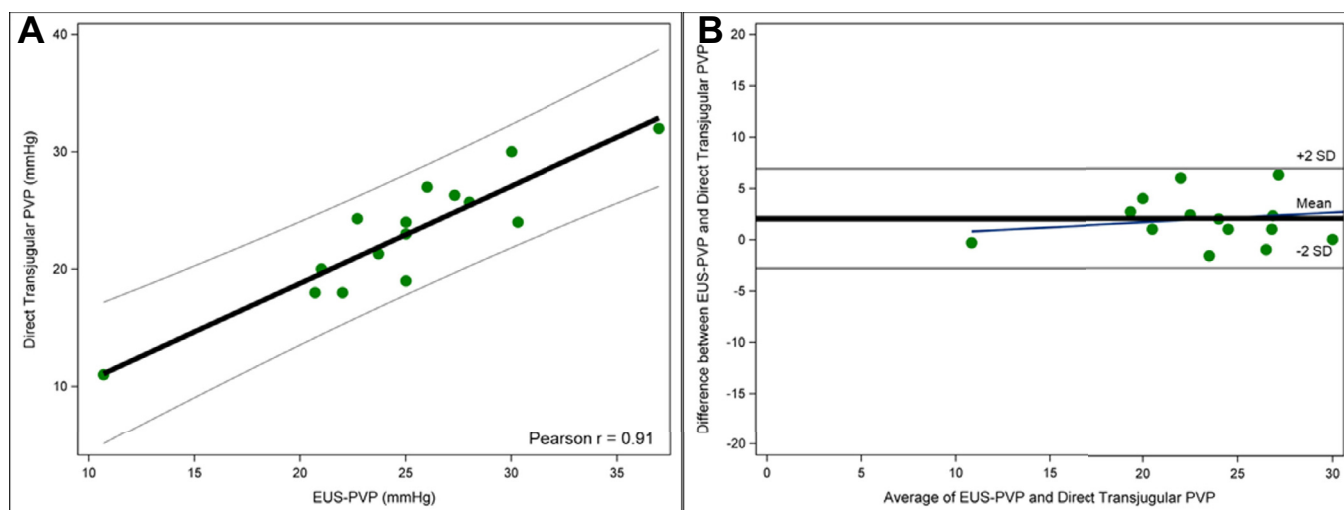 A
Direct Transjugular PVP (mmHg)
40
30
20
10
10
15
20
25
30
35
EUS-PVP (mmHg)
Pearson r = 0.91
B
Difference between EUS-PVP and Direct Transjugular PVP
20
15
10
5
0
-5
-10
-15
-20
0
5
10
15
20
25
30
Average of EUS-PVP and Direct Transjugular PVP
+2 SD
Mean
-2 SD